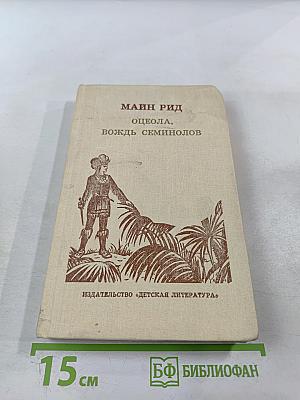 МАЙН РИД
ОЦЕОЛА,
ВОЖДЬ СЕМИНОЛОВ
ИЗДАТЕЛЬСТВО «ДЕТСКАЯ ЛИТЕРАТУРА»
15 см
БФ БИБЛИОФАН